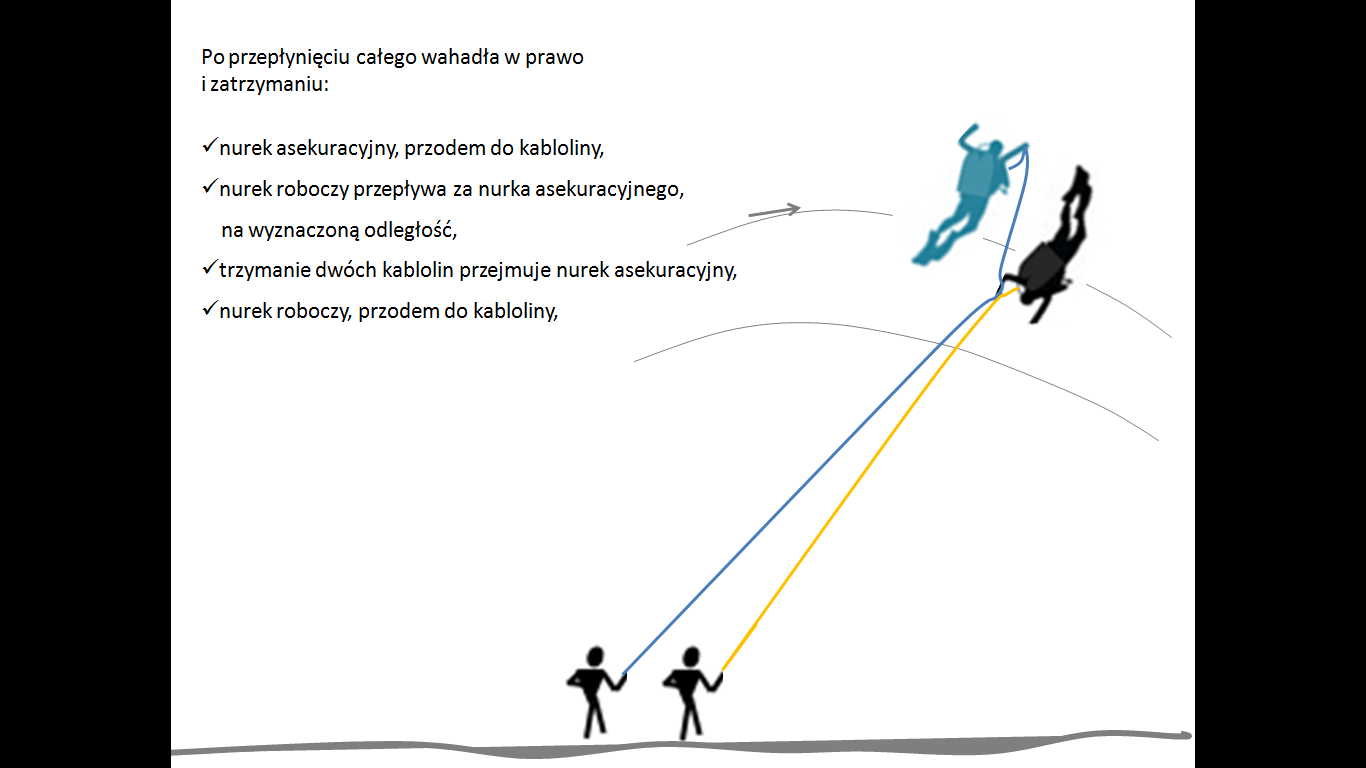 Po przepłynięciu całego wahadła w prawo
i zatrzymaniu:
✓nurek asekuracyjny, przodem do kabloliny,
✓nurek roboczy przepływa za nurka asekuracyjnego,
na wyznaczoną odległość,
✓trzymanie dwóch kablolin przejmuje nurek asekuracyjny,
✓nurek roboczy, przodem do kabloliny,